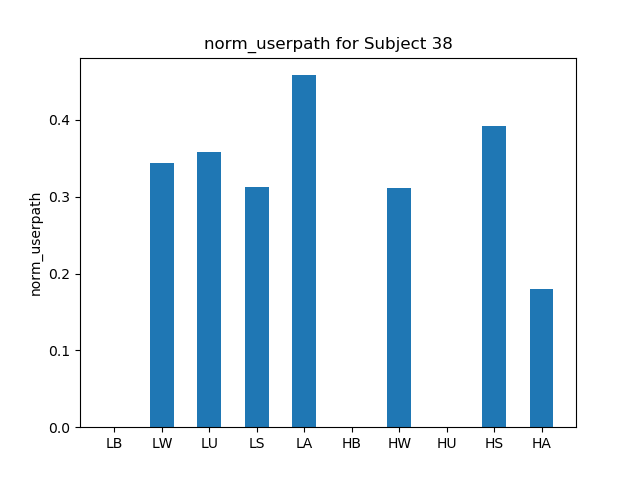 norm_userpath for Subject 38
norm_userpath
0.4
0.3
0.2
0.1
0.0
LB LW LU LS LA HB HW HU HS HA